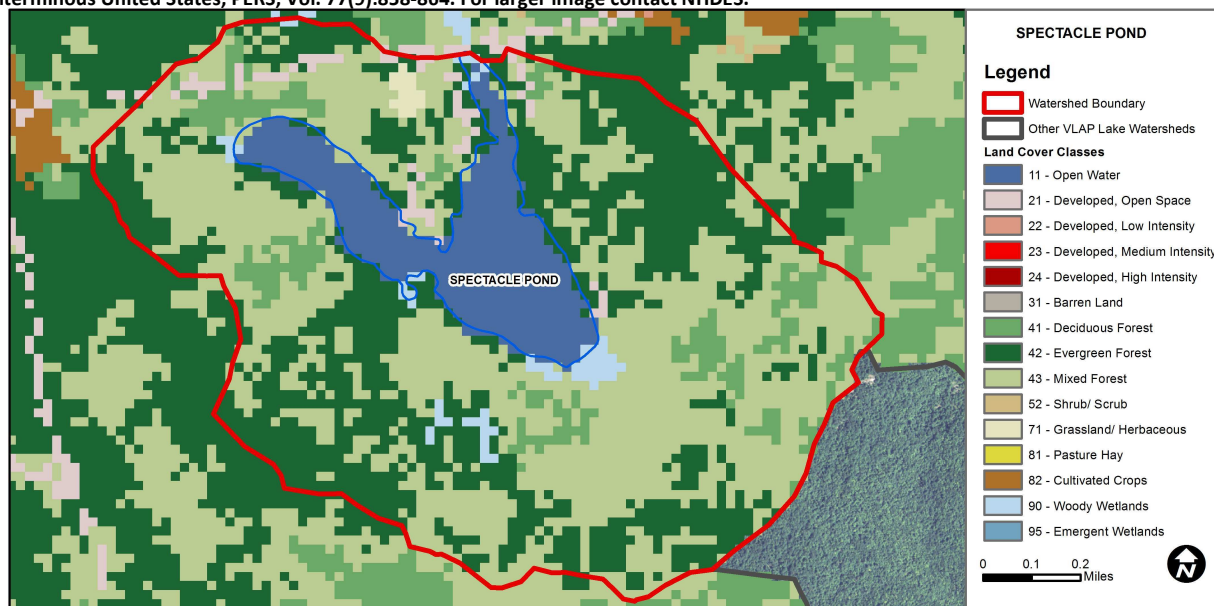 nterminous United States, PERS, Vol. 77(9):858-864. For larger image contact NHDES.
SPECTACLE POND
SPECTACLE POND
Legend
Watershed Boundary
Other VLAP Lake Watersheds
Land Cover Classes
11 - Open Water
21 - Developed, Open Space
22 - Developed, Low Intensity
23 - Developed, Medium Intensity
24 - Developed, High Intensity
31 - Barren Land
41 - Deciduous Forest
42 - Evergreen Forest
43 - Mixed Forest
52 - Shrub/ Scrub
71 - Grassland/ Herbaceous
81 - Pasture Hay
82 - Cultivated Crops
90 - Woody Wetlands
95 - Emergent Wetlands
0 0.1 0.2
Miles
N